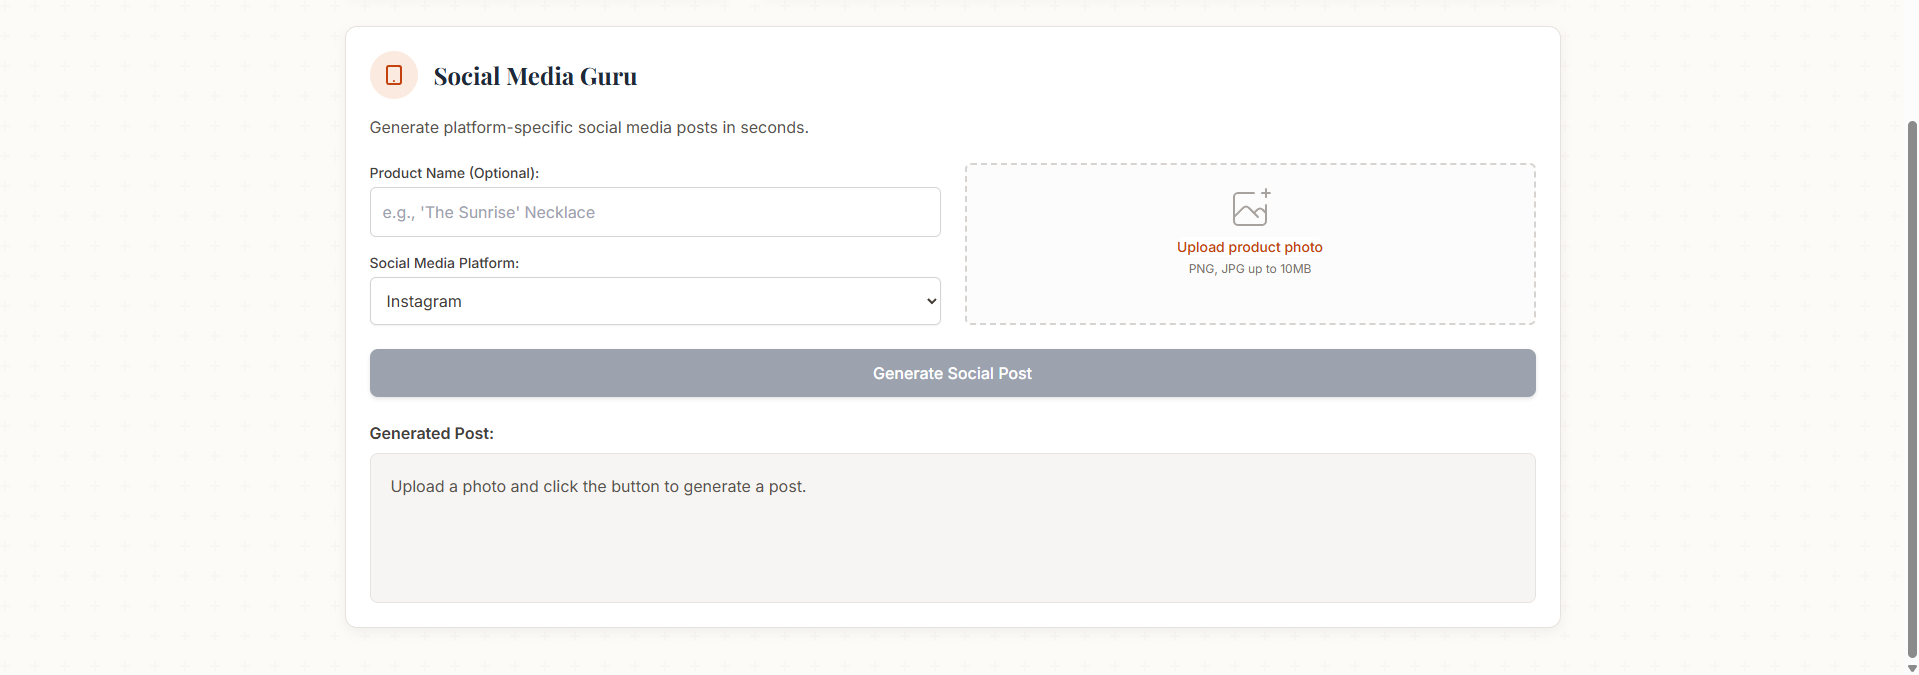 Social Media Guru
Generate platform-specific social media posts in seconds.
Product Name (Optional):
e.g., 'The Sunrise' Necklace
Social Media Platform:
Instagram
Upload product photo
PNG, JPG up to 10MB
Generate Social Post
Generated Post:
Upload a photo and click the button to generate a post.